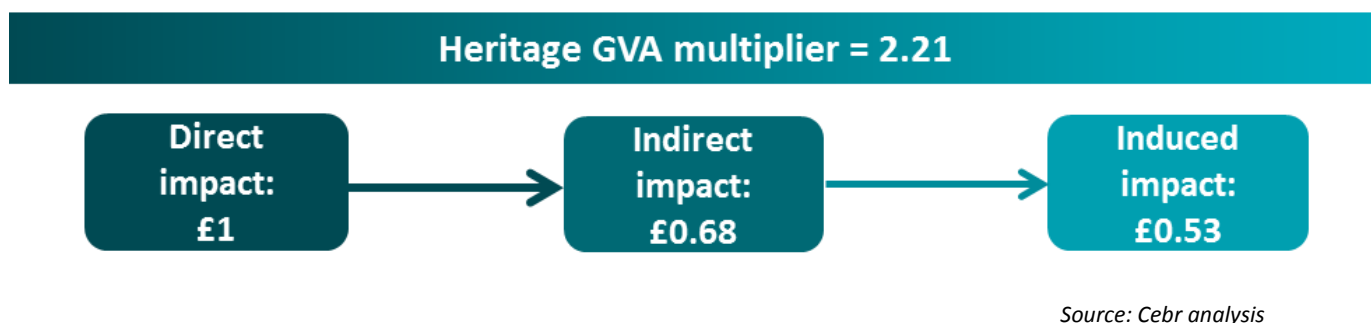 Heritage GVA multiplier = 2.21
Direct
impact:
£1
Indirect
impact:
£0.68
Induced
impact:
£0.53
Source: Cebr analysis